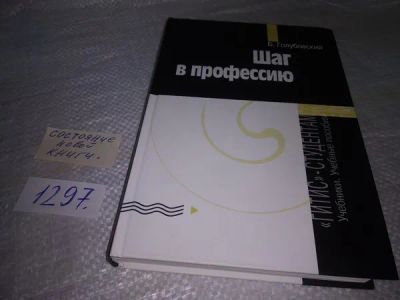 Б. Голубовский
Шаг
в профессию
«ГИТИС»-СТУДЕНТАМ
Учебники. Учебные пособия
СОСТОЯНИЕ
НОВОЙ
КНИГИ.
1297.